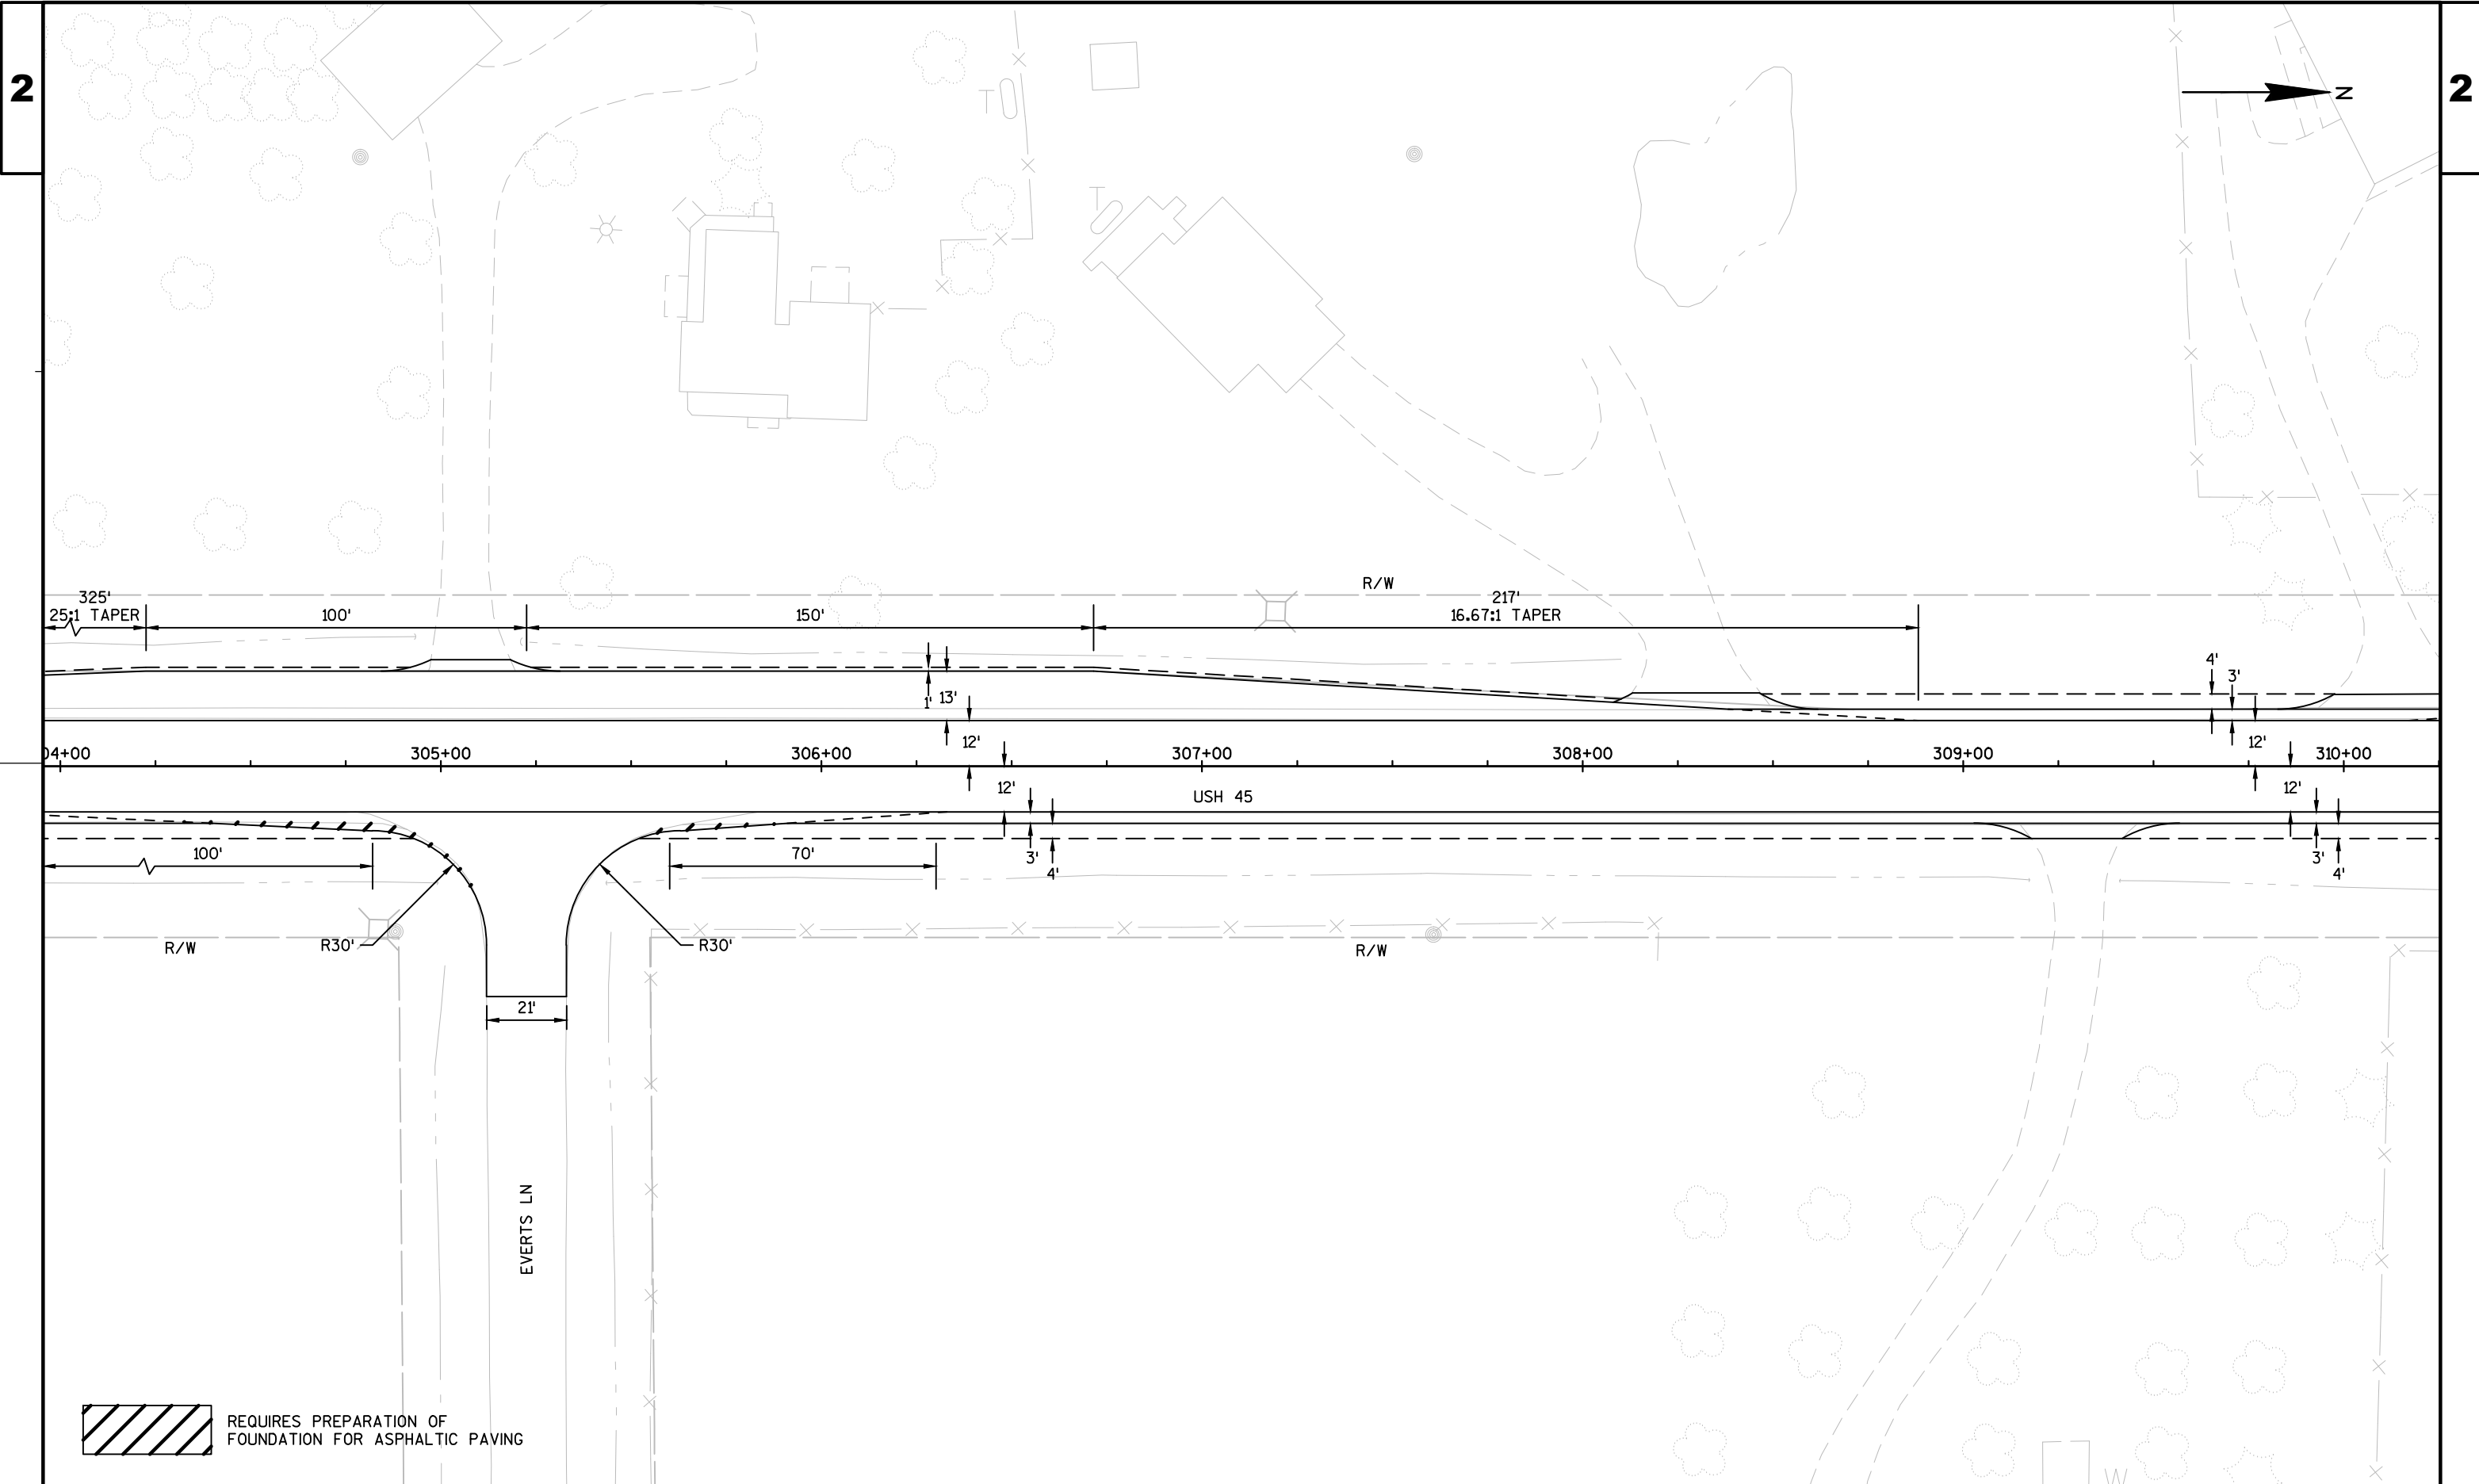 2
2
N
R/W
325'
25:1 TAPER
100'
150'
217'
16.67:1 TAPER
1'
13'
4'
3'
12'
12'
04+00
305+00
306+00
307+00
308+00
309+00
310+00
12'
12'
USH 45
3'
4'
3'
4'
100'
70'
R/W
R30'
R30'
R/W
21'
EVERTS LN
REQUIRES PREPARATION OF
FOUNDATION FOR ASPHALTIC PAVING
W